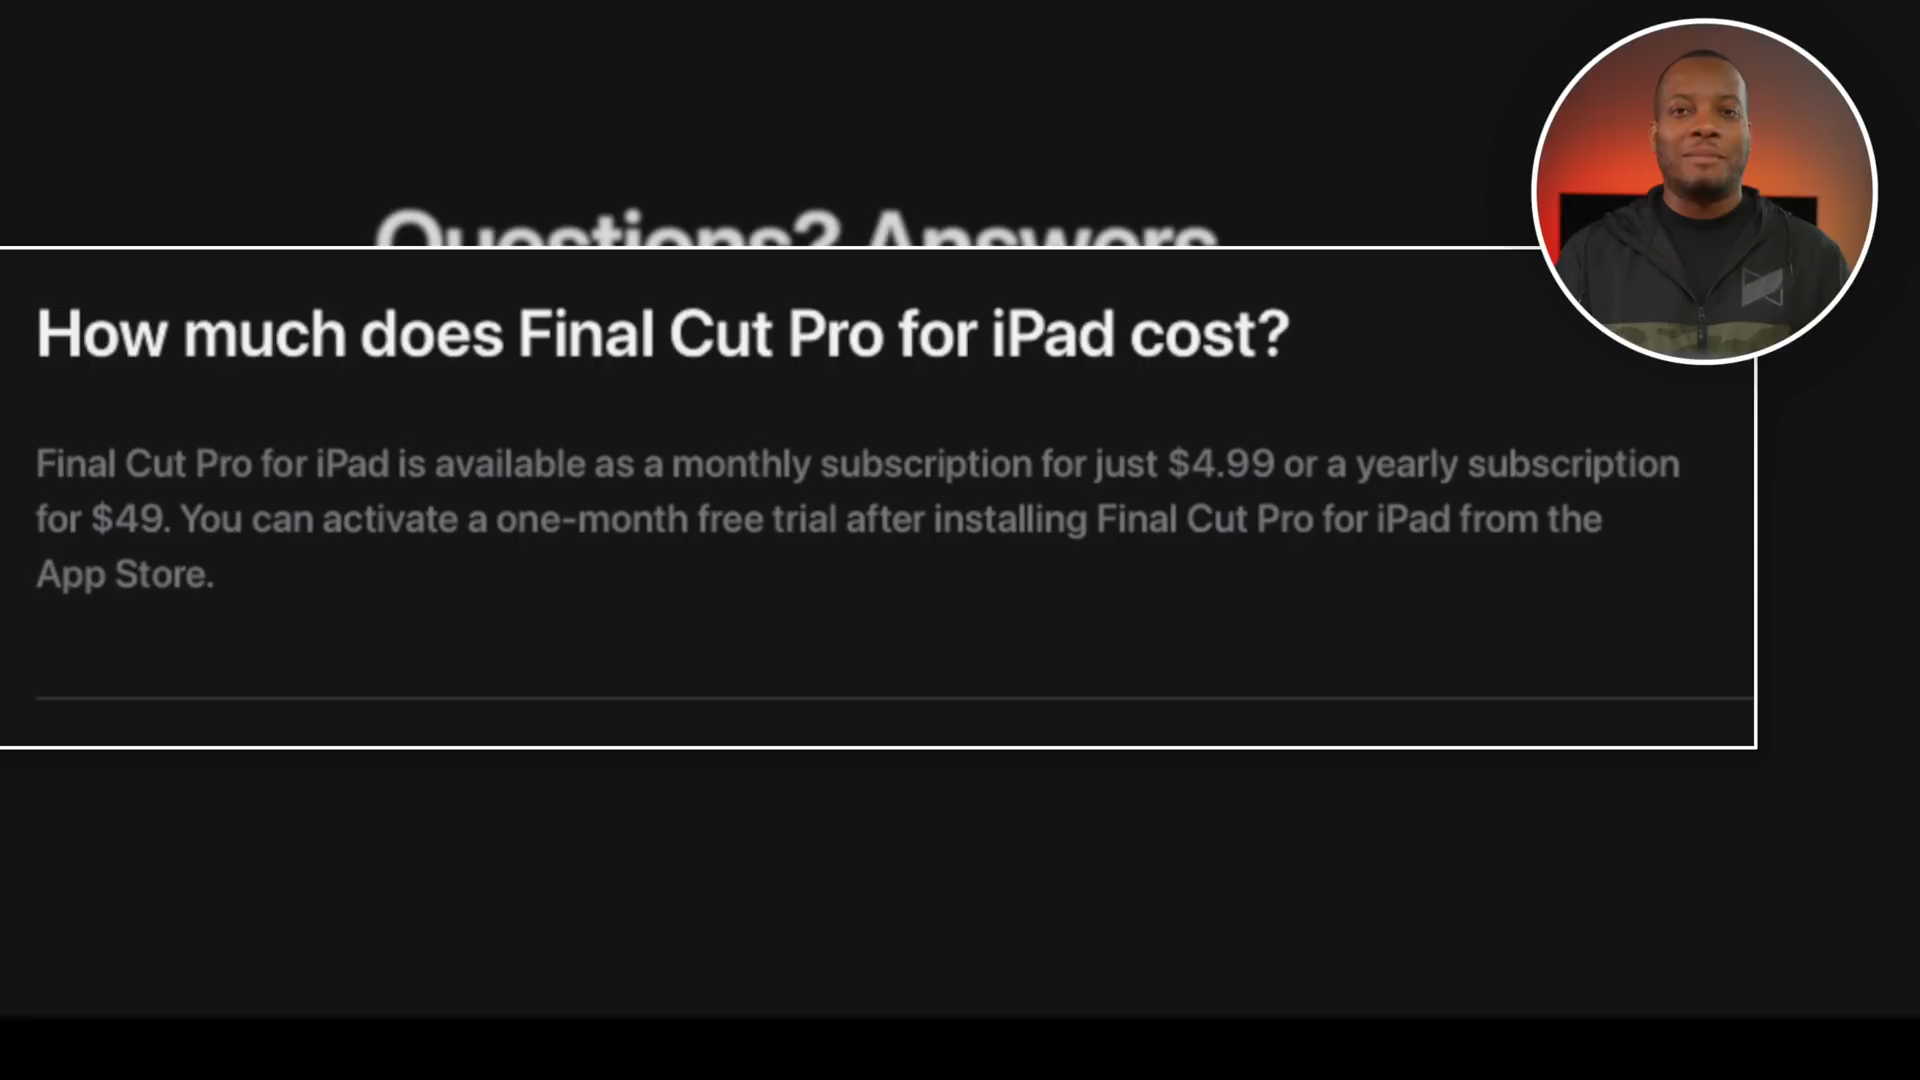 Questions? Answers
How much does Final Cut Pro for iPad cost?
Final Cut Pro for iPad is available as a monthly subscription for just $4.99 or a yearly subscription
for $49. You can activate a one-month free trial after installing Final Cut Pro for iPad from the
App Store.